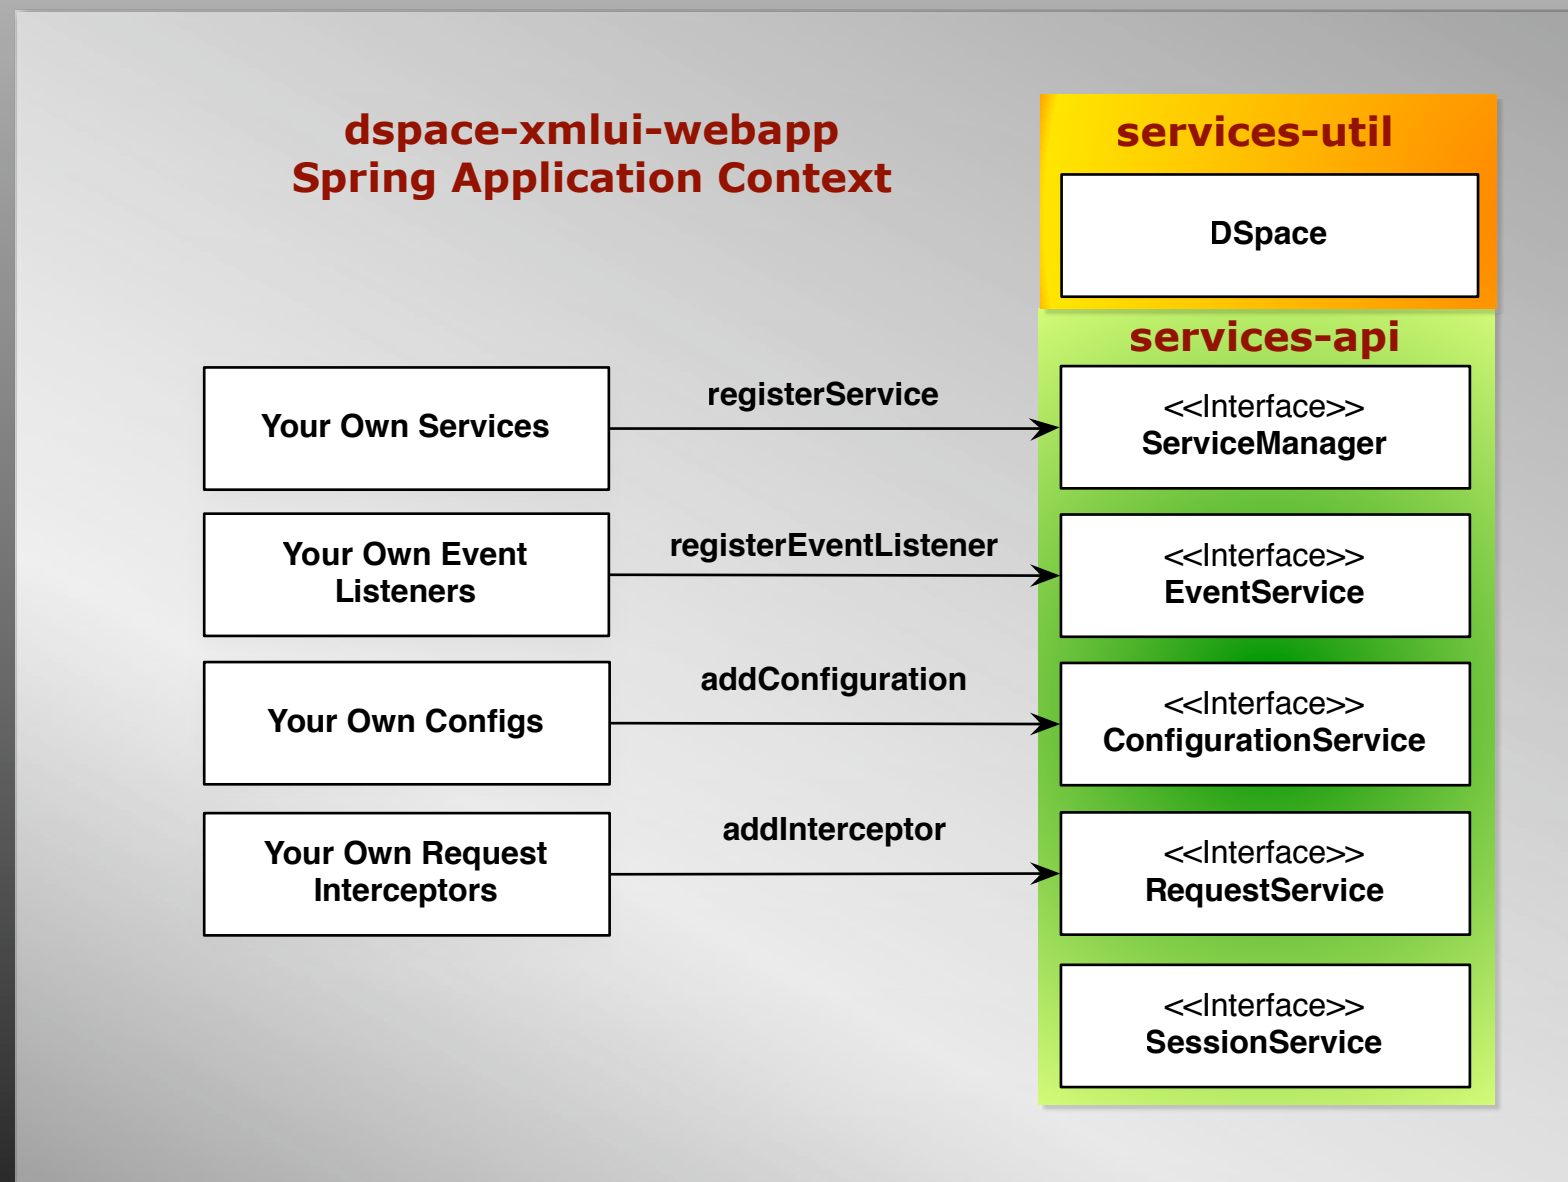 dspace-xmlui-webapp
Spring Application Context
services-util
DSpace
services-api
Your Own Services
registerService
<<Interface>>
ServiceManager
Your Own Event
Listeners
registerEventListener
<<Interface>>
EventService
Your Own Configs
addConfiguration
<<Interface>>
ConfigurationService
Your Own Request
Interceptors
addInterceptor
<<Interface>>
RequestService
<<Interface>>
SessionService